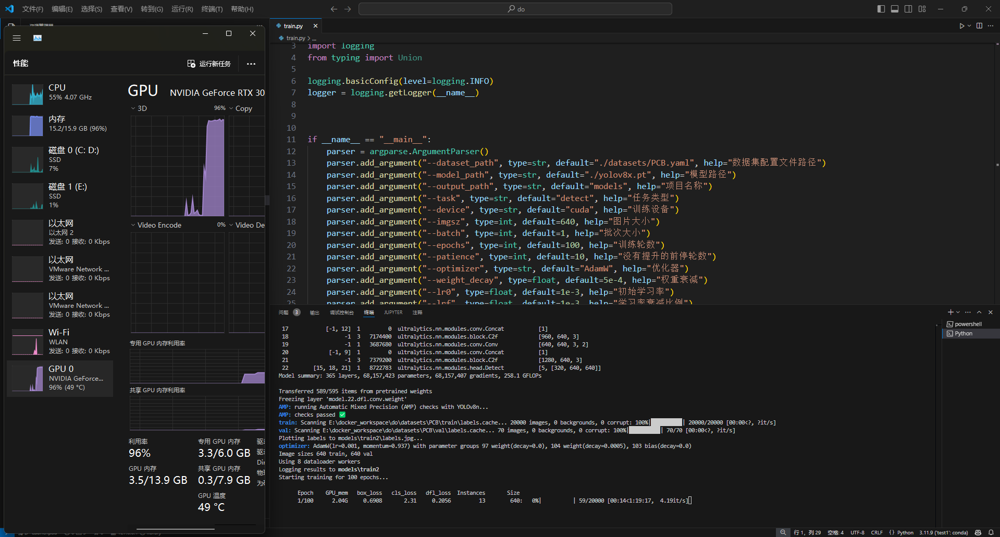 文件(F) 编辑(E) 选择(S) 查看(V) 转到(G) 运行(R) 终端(T) 帮助(H)
do
性能
运行新任务
CPU
55% 4.07 GHz
内存
15.2/15.9 GB (96%)
磁盘 0 (C: D:)
SSD
7%
磁盘 1 (E:)
SSD
1%
以太网
以太网 2
发送: 0 接收: 0 Kbps
以太网
VMware Network ...
发送: 0 接收: 0 Kbps
以太网
VMware Network ...
发送: 0 接收: 0 Kbps
Wi-Fi
WLAN
发送: 0 接收: 0 Kbps
GPU 0
NVIDIA GeForce...
96% (49 °C)
GPU NVIDIA GeForce RTX 30
3D 96% Copy
Video Encode 0% Video De
专用 GPU 内存利用率
共享 GPU 内存利用率
利用率
96%
专用 GPU 内存
3.3/6.0 GB
GPU 内存
3.5/13.9 GB
共享 GPU 内存
0.3/7.9 GB
GPU 温度
49 °C
train.py
train.py > ...
3 import logging
4 from typing import Union
5
6 logging.basicConfig(level=logging.INFO)
7 logger = logging.getLogger(__name__)
8
9
10
11 if __name__ == "__main__":
12 parser = argparse.ArgumentParser()
13 parser.add_argument("--dataset_path", type=str, default="./datasets/PCB.yaml", help="数据集配置文件路径")
14 parser.add_argument("--model_path", type=str, default="./yolov8x.pt", help="模型路径")
15 parser.add_argument("--output_path", type=str, default="models", help="项目名称")
16 parser.add_argument("--task", type=str, default="detect", help="任务类型")
17 parser.add_argument("--device", type=str, default="cuda", help="训练设备")
18 parser.add_argument("--imgsz", type=int, default=640, help="图片大小")
19 parser.add_argument("--batch", type=int, default=1, help="批次大小")
20 parser.add_argument("--epochs", type=int, default=100, help="训练轮数")
21 parser.add_argument("--patience", type=int, default=10, help="没有提升的前停轮数")
22 parser.add_argument("--optimizer", type=str, default="AdamW", help="优化器")
23 parser.add_argument("--weight_decay", type=float, default=5e-4, help="权重衰减")
24 parser.add_argument("--lr0", type=float, default=1e-3, help="初始学习率")
25 parser.add_argument("--lrf", type=float, default=1e-3, help="学习率衰减比例")
问题 3 输出 调试控制台 终端 JUPYTER 注释
powershell
Python
17 [-1, 12] 1 0 ultralytics.nn.modules.conv.Concat [1]
18 -1 3 7174400 ultralytics.nn.modules.block.C2f [960, 640, 3]
19 -1 1 3687680 ultralytics.nn.modules.conv.Conv [640, 640, 3, 2]
20 [-1, 9] 1 0 ultralytics.nn.modules.conv.Concat [1]
21 -1 3 7379200 ultralytics.nn.modules.block.C2f [1280, 640, 3]
22 [15, 18, 21] 1 8722783 ultralytics.nn.modules.head.Detect [5, [320, 640, 640]]
Model summary: 365 layers, 68,157,423 parameters, 68,157,407 gradients, 258.1 GFLOPs
Transferred 589/595 items from pretrained weights
Freezing layer 'model.22.dfl.conv.weight'
AMP: running Automatic Mixed Precision (AMP) checks with YOLOv8n...
AMP: checks passed ✅
train: Scanning E:\docker_workspace\do\datasets\PCB\train\labels.cache... 20000 images, 0 backgrounds, 0 corrupt: 100%|██████████| 20000/20000 [00:00<?, ?it/s]
val: Scanning E:\docker_workspace\do\datasets\PCB\val\labels.cache... 70 images, 0 backgrounds, 0 corrupt: 100%|██████████| 70/70 [00:00<?, ?it/s]
Plotting labels to models\train2\labels.jpg...
optimizer: AdamW(lr=0.001, momentum=0.937) with parameter groups 97 weight(decay=0.0), 104 weight(decay=0.0005), 103 bias(decay=0.0)
Image sizes 640 train, 640 val
Using 8 dataloader workers
Logging results to models\train2
Starting training for 100 epochs...
Epoch GPU_mem box_loss cls_loss dfl_loss Instances Size
1/100 2.04G 0.6908 2.31 0.2056 13 640: 0%| | 59/20000 [00:14<1:19:17, 4.19it/s]
行 1，列 29 空格: 4 UTF-8 CRLF { } Python 3.11.9 ('test1': conda)